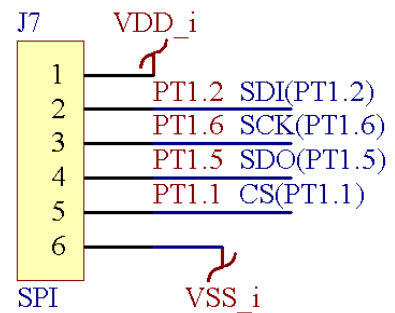 J7 VDD_i
1
2 PT1.2 SDI(PT1.2)
3 PT1.6 SCK(PT1.6)
4 PT1.5 SDO(PT1.5)
5 PT1.1 CS(PT1.1)
6
SPI VSS_i